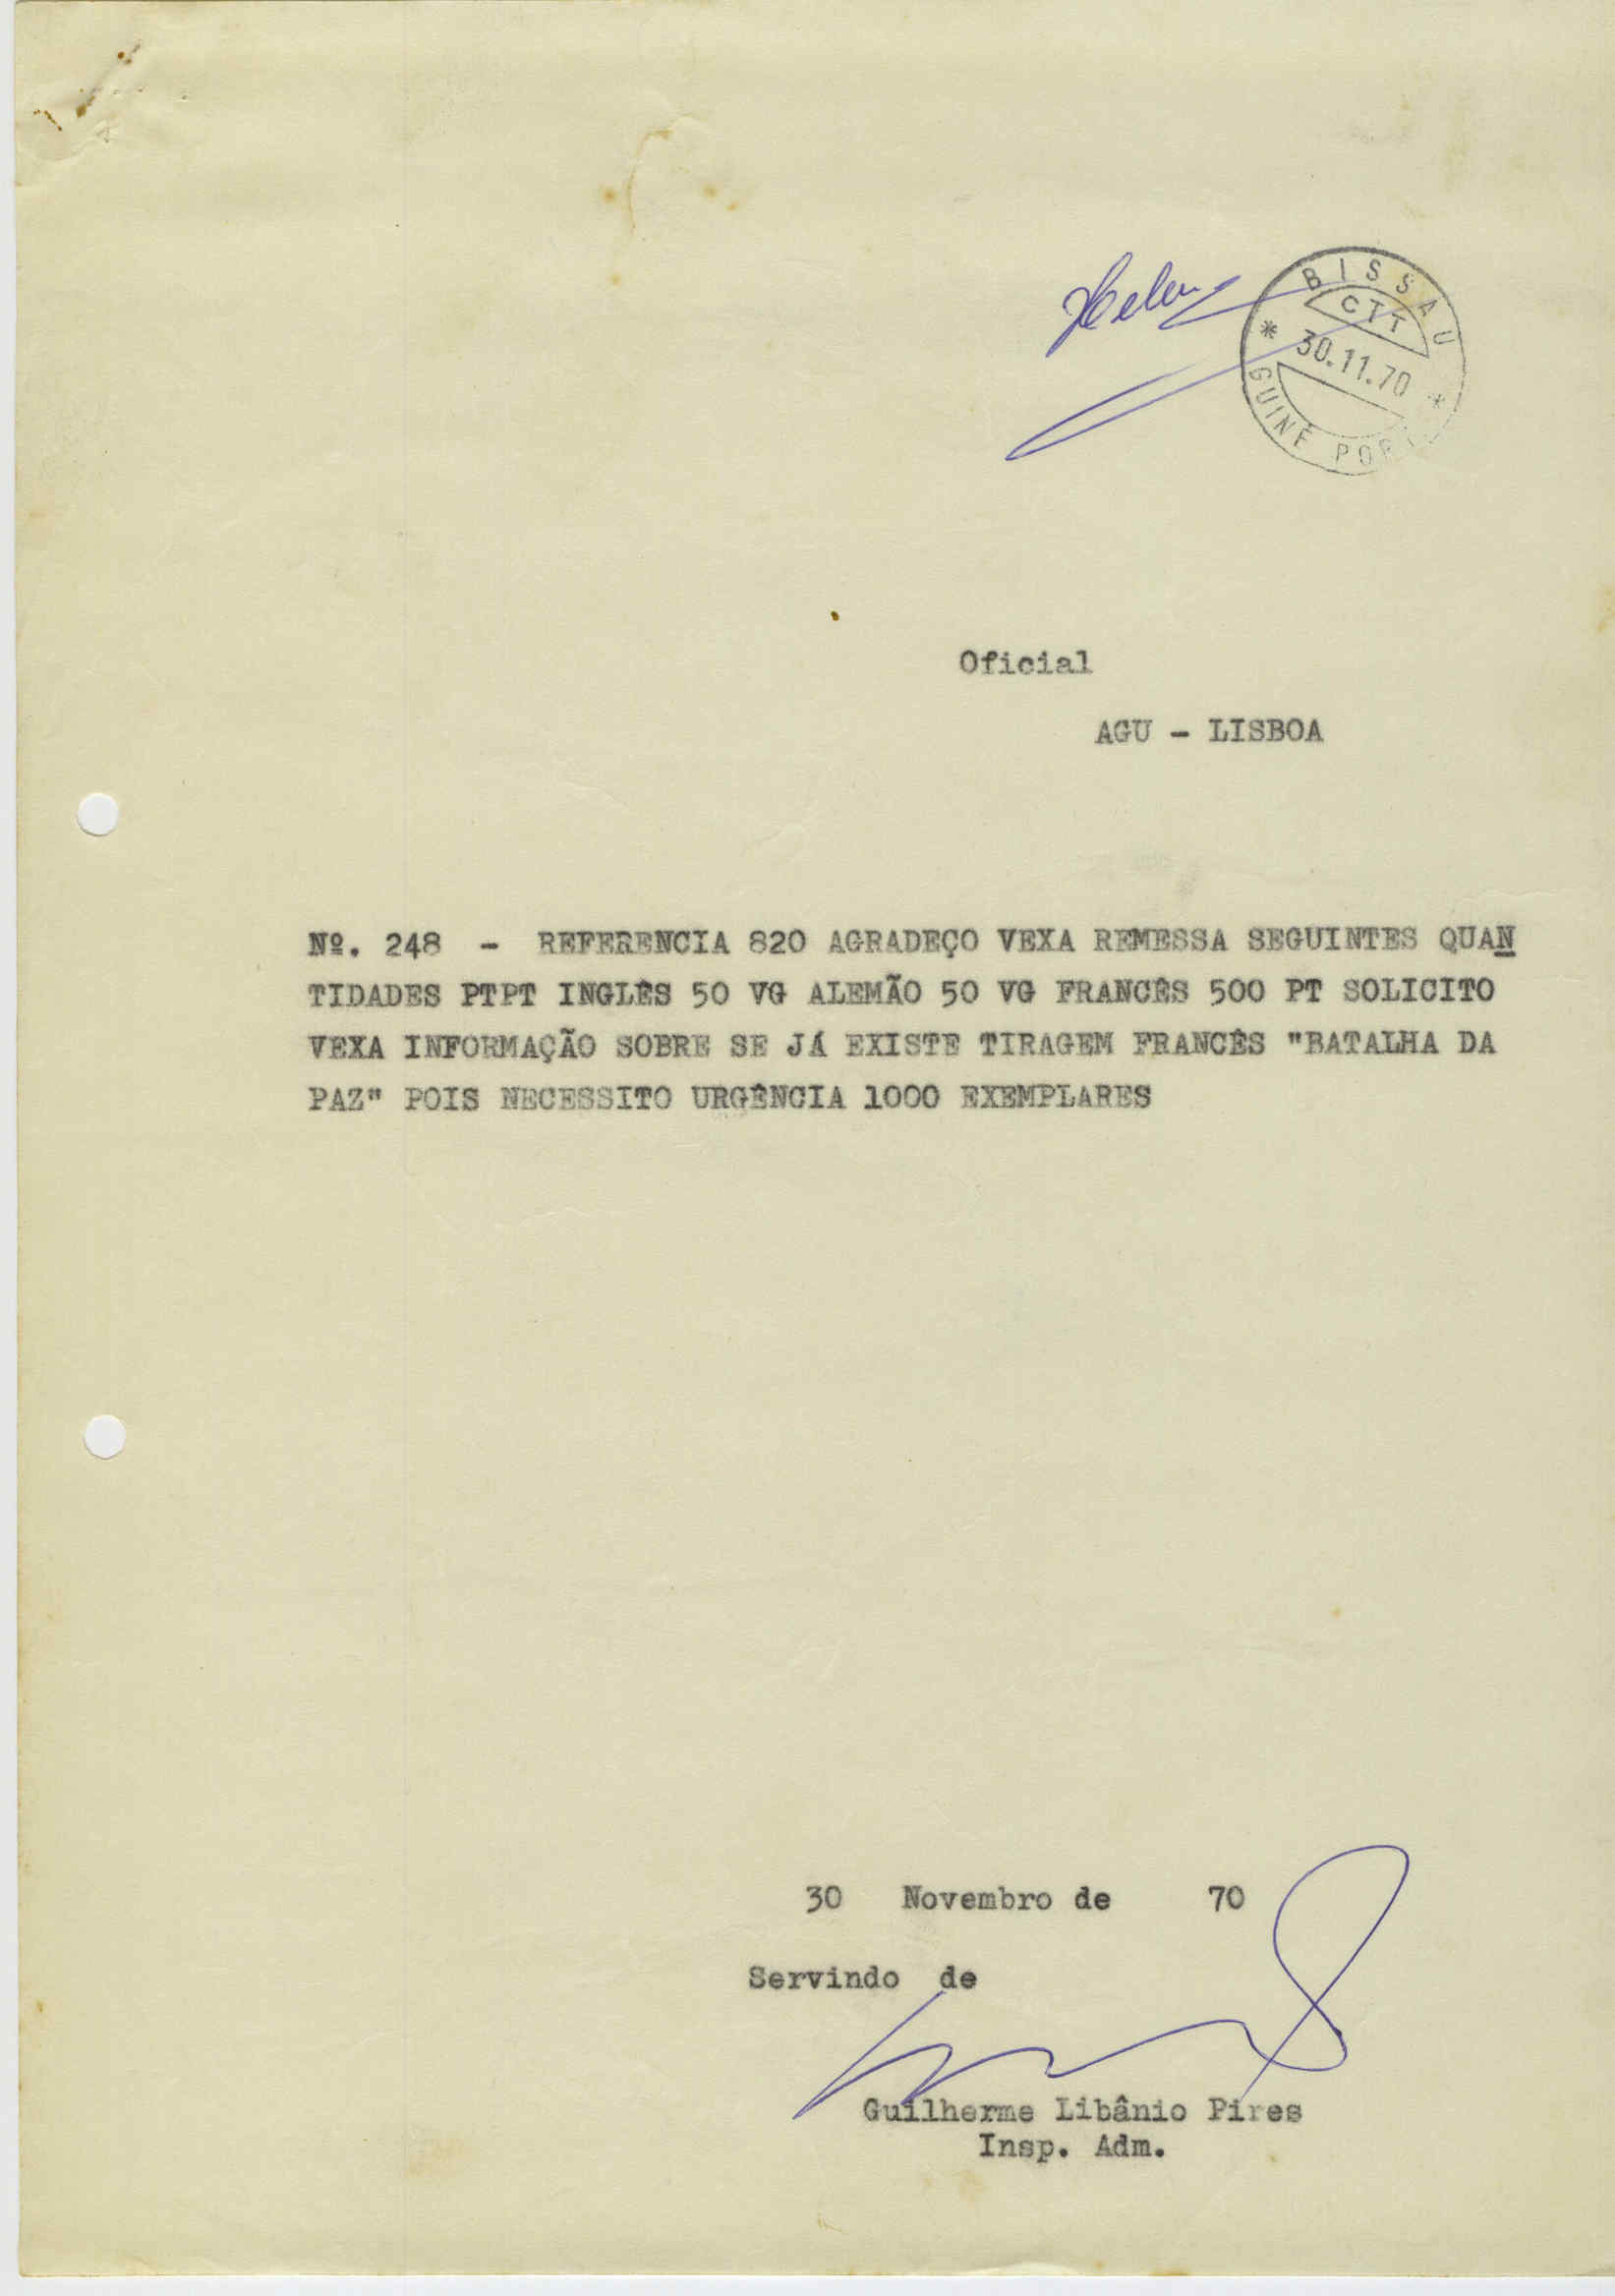 BISSAU
CTT
30.11.70
GUINÉ PORT
Oficial
AGU - LISBOA
Nº. 248 - REFERENCIA 820 AGRADEÇO VEXA REMESSA SEGUINTES QUAN
TIDADES PTPT INGLÊS 50 VG ALEMÃO 50 VG FRANCÊS 500 PT SOLICITO
VEXA INFORMAÇÃO SOBRE SE JÁ EXISTE TIRAGEM FRANCÊS "BATALHA DA
PAZ" POIS NECESSITO URGÊNCIA 1000 EXEMPLARES
30 Novembro de 70
Servindo de
Guilherme Libânio Pires
Insp. Adm.